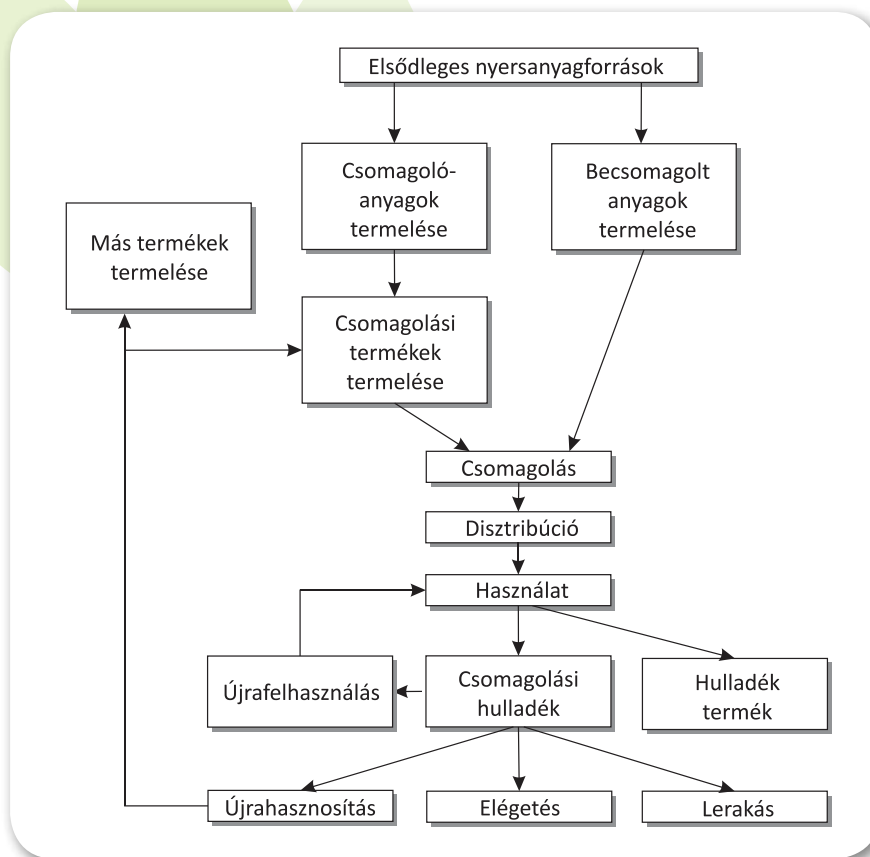 Elsődleges nyersanyagforrások
Csomagoló-
anyagok
termelése
Becsomagolt
anyagok
termelése
Más termékek
termelése
Csomagolási
termékek
termelése
Csomagolás
Disztribúció
Használat
Újrafelhasználás
Csomagolási
hulladék
Hulladék
termék
Újrahasznosítás
Elégetés
Lerakás